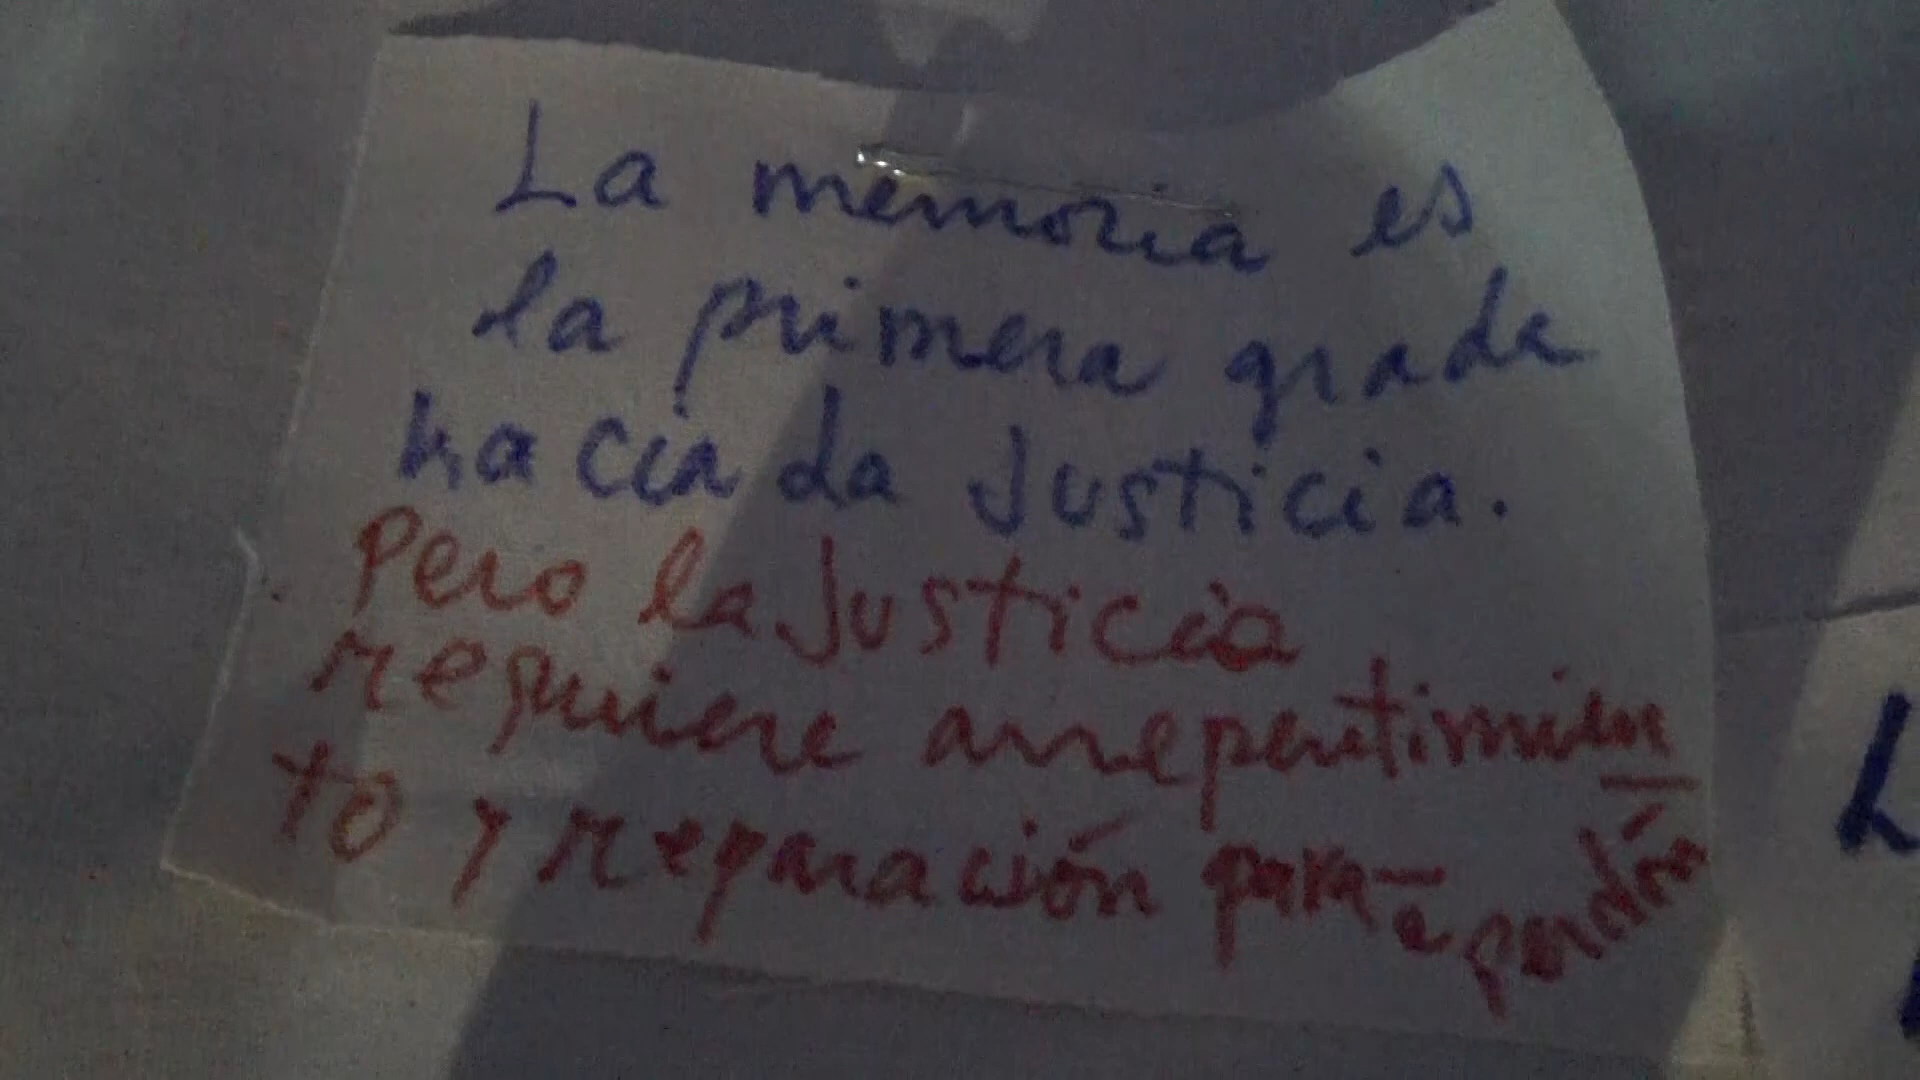 La memoria es
la primera grada
hacia la Justicia.
Pero la Justicia
requiere arrepentimien
to y reparación para
el perdón
L